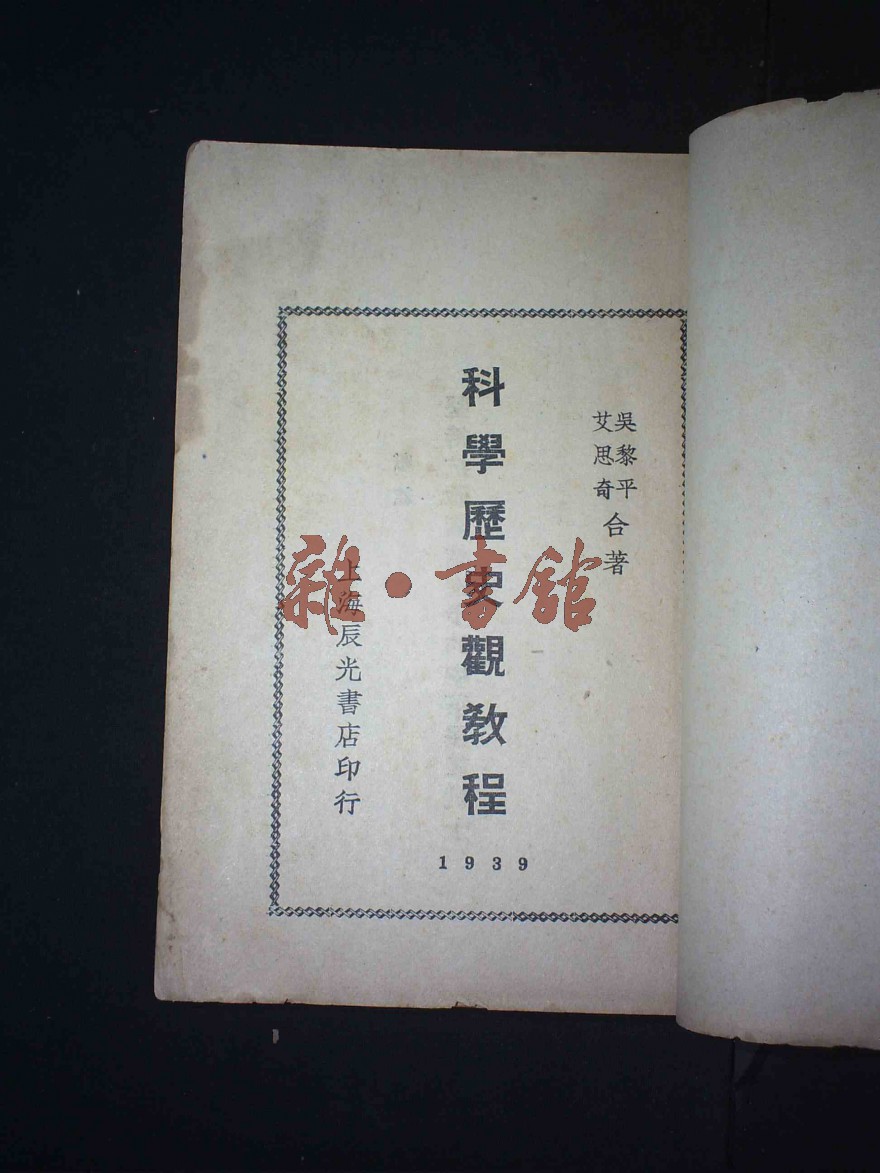 吳黎平
艾思奇
合著
科學歷史觀教程
1939
上海辰光書店印行
雜·書館